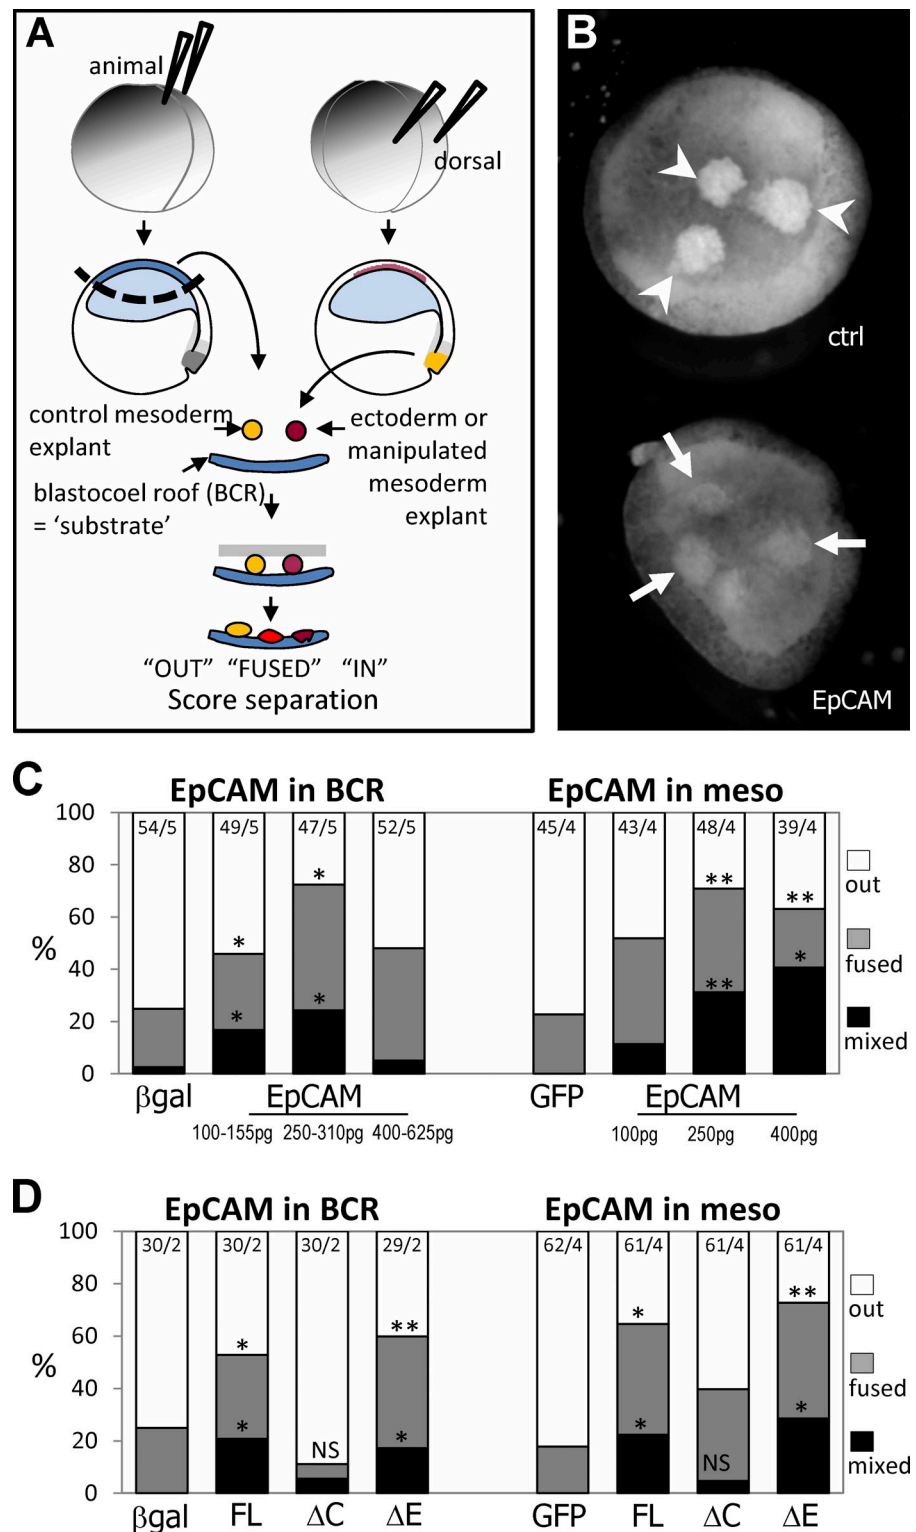 A
animal
dorsal
control mesoderm
explant
ectoderm or
manipulated
mesoderm
explant
blastocoel roof (BCR)
= ‘substrate’
“OUT” “FUSED” “IN”
Score separation
B
ctrl
EpCAM
C
EpCAM in BCR
EpCAM in meso
100
80
60
40
20
0
%
54/5 49/5 47/5 52/5 45/4 43/4 48/4 39/4
* * ** **
* * ** *
out
fused
mixed
βgal EpCAM GFP EpCAM
100-155pg 250-310pg 400-625pg 100pg 250pg 400pg
D
EpCAM in BCR
EpCAM in meso
100
80
60
40
20
0
%
30/2 30/2 30/2 29/2 62/4 61/4 61/4 61/4
* ** * **
* NS * * NS *
out
fused
mixed
βgal FL ΔC ΔE GFP FL ΔC ΔE